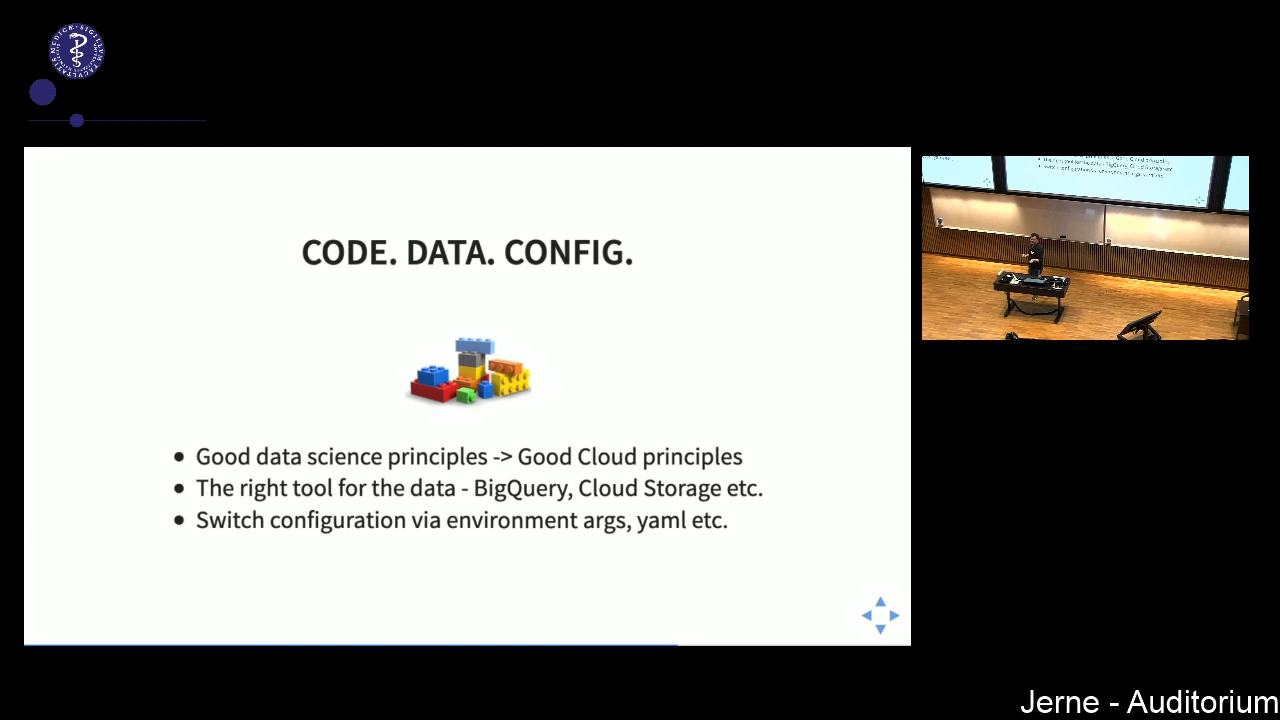 CODE. DATA. CONFIG.
Good data science principles -> Good Cloud principles
The right tool for the data - BigQuery, Cloud Storage etc.
Switch configuration via environment args, yaml etc.
Jerne - Auditorium